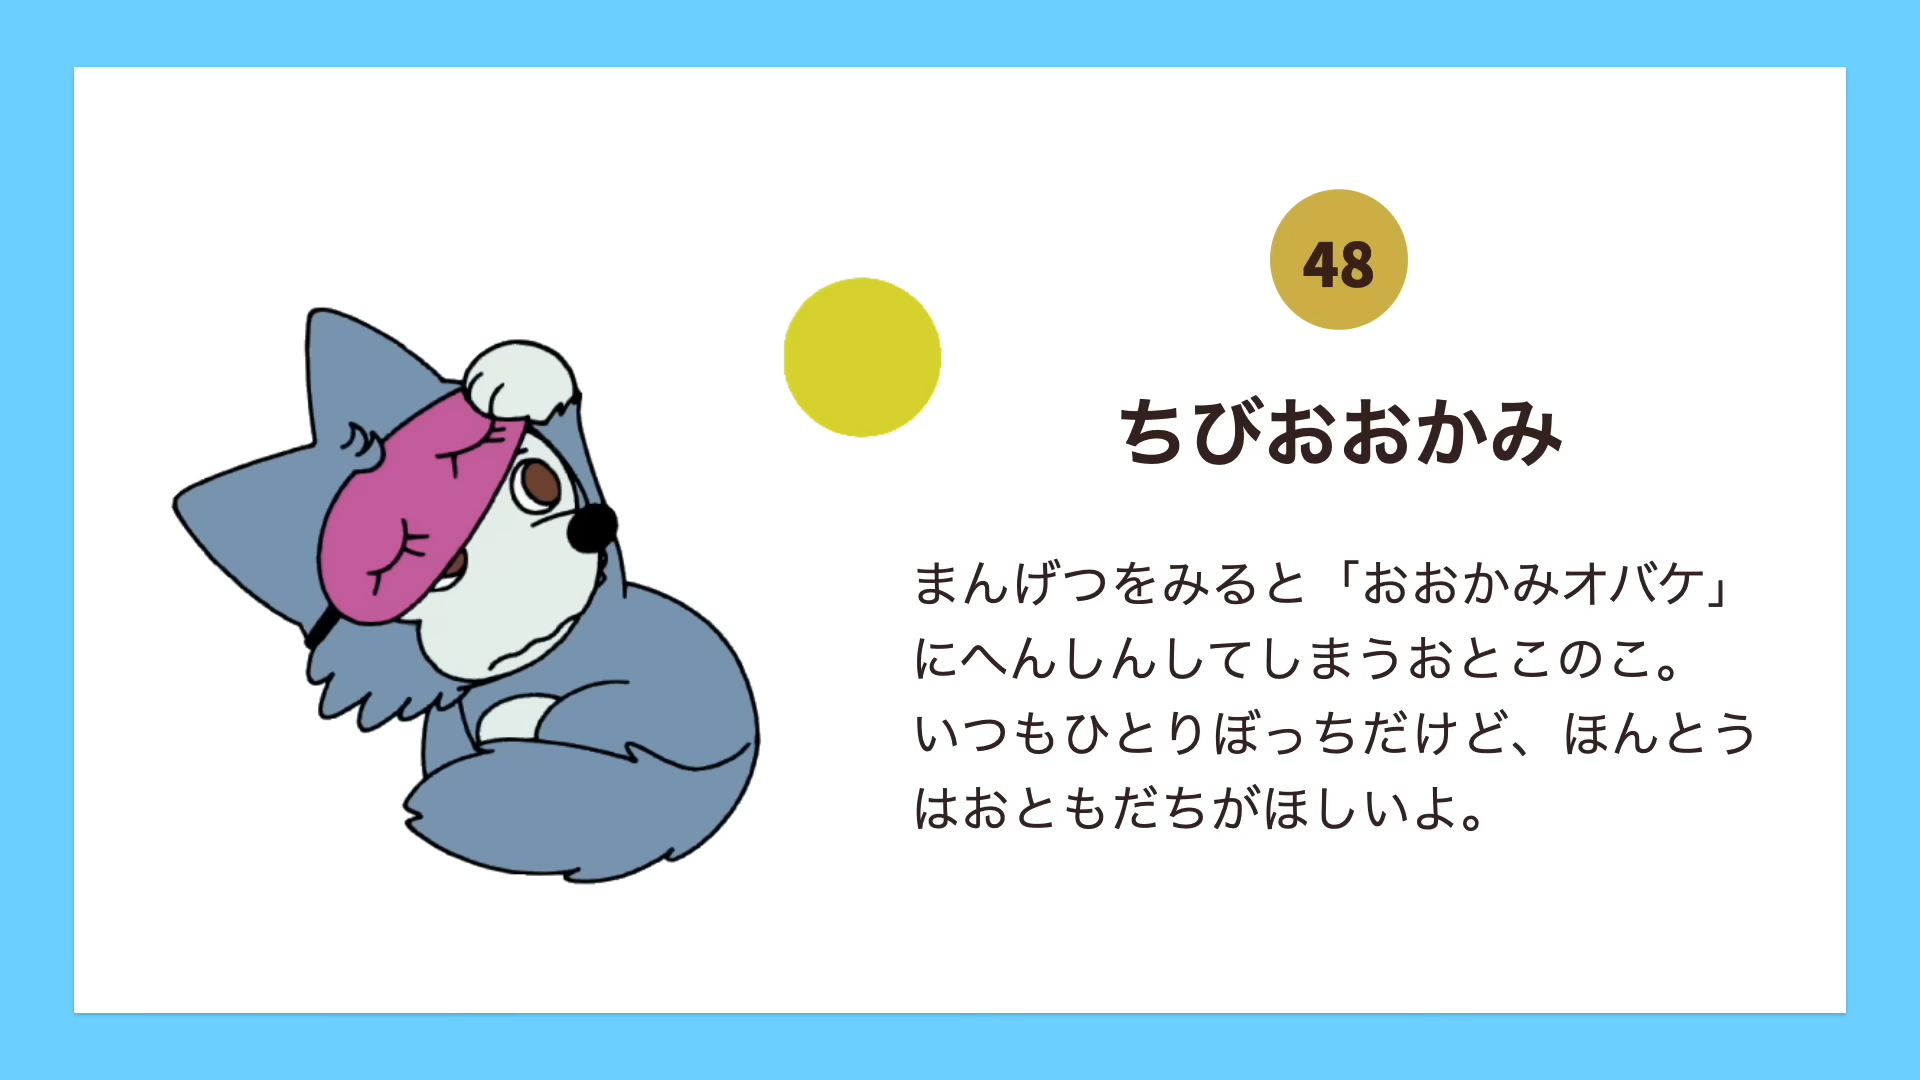 48
ちびおおかみ
まんげつをみると「おおかみオバケ」
にへんしんしてしまうおとこのこ。
いつもひとりぼっちだけど、ほんとう
はおともだちがほしいよ。